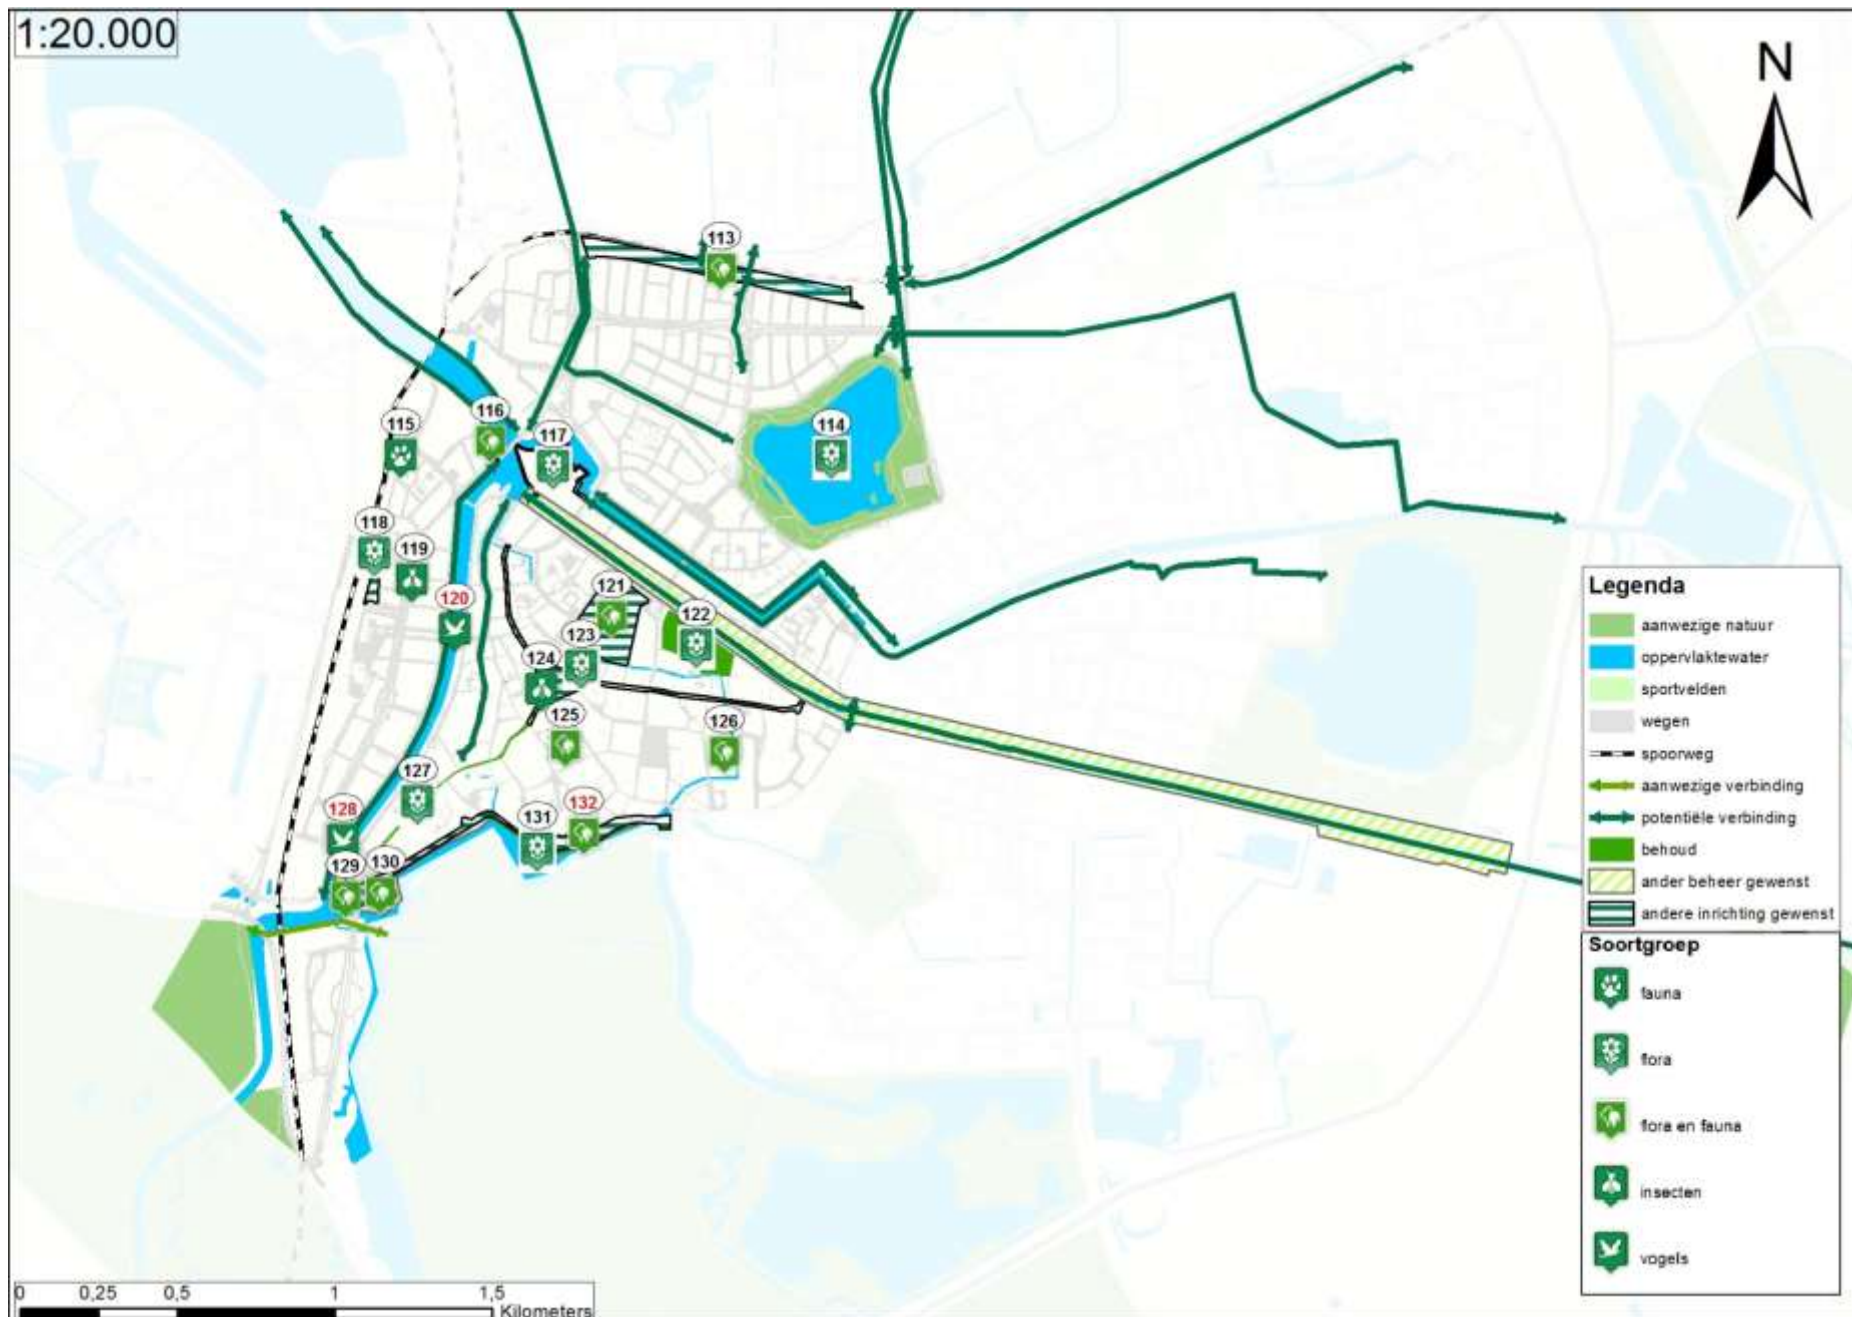 1:20.000
N
113
114
115
116
117
118
119
120
121
122
123
124
125
126
127
128
129
130
131
132
Legenda
aanwezige natuur
oppervlaktewater
sportvelden
wegen
spoorweg
aanwezige verbinding
potentiële verbinding
behoud
ander beheer gewenst
andere inrichting gewenst
Soortgroep
fauna
flora
flora en fauna
insecten
vogels
0 0,25 0,5 1 1,5
Kilometers